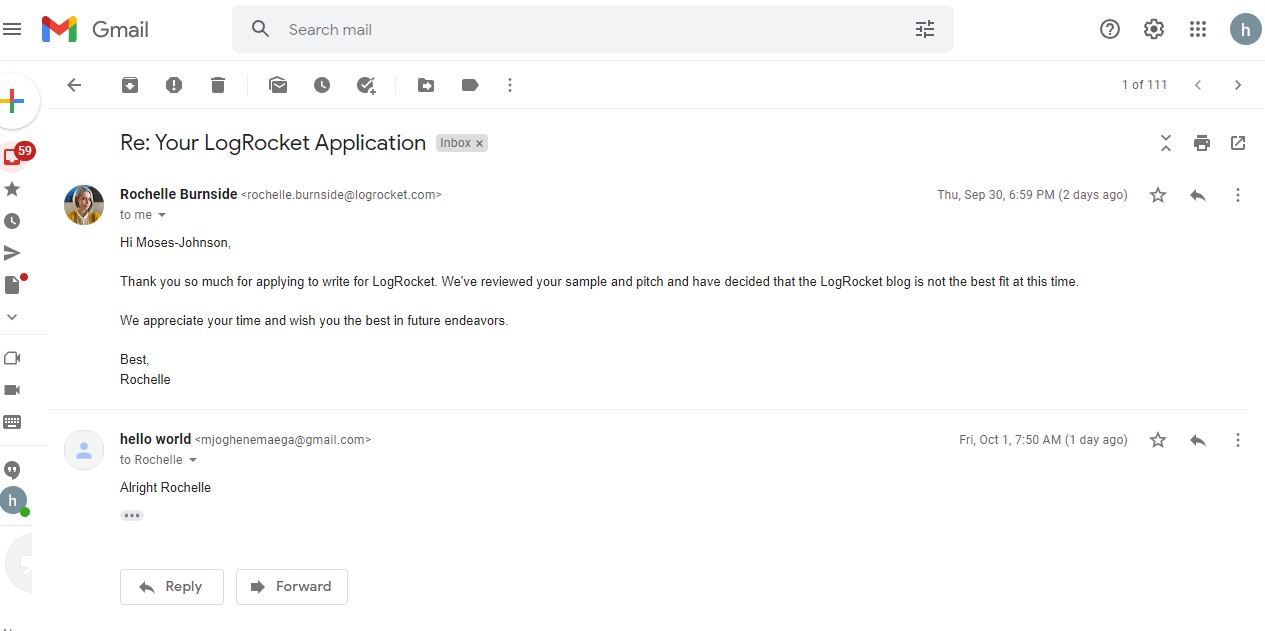 Gmail
Search mail
h
1 of 111
Re: Your LogRocket Application Inbox ×
59
Rochelle Burnside <rochelle.burnside@logrocket.com> Thu, Sep 30, 6:59 PM (2 days ago)
to me
Hi Moses-Johnson,
Thank you so much for applying to write for LogRocket. We've reviewed your sample and pitch and have decided that the LogRocket blog is not the best fit at this time.
We appreciate your time and wish you the best in future endeavors.
Best,
Rochelle
hello world <mjoghenemaega@gmail.com> Fri, Oct 1, 7:50 AM (1 day ago)
to Rochelle
Alright Rochelle
h
Reply Forward